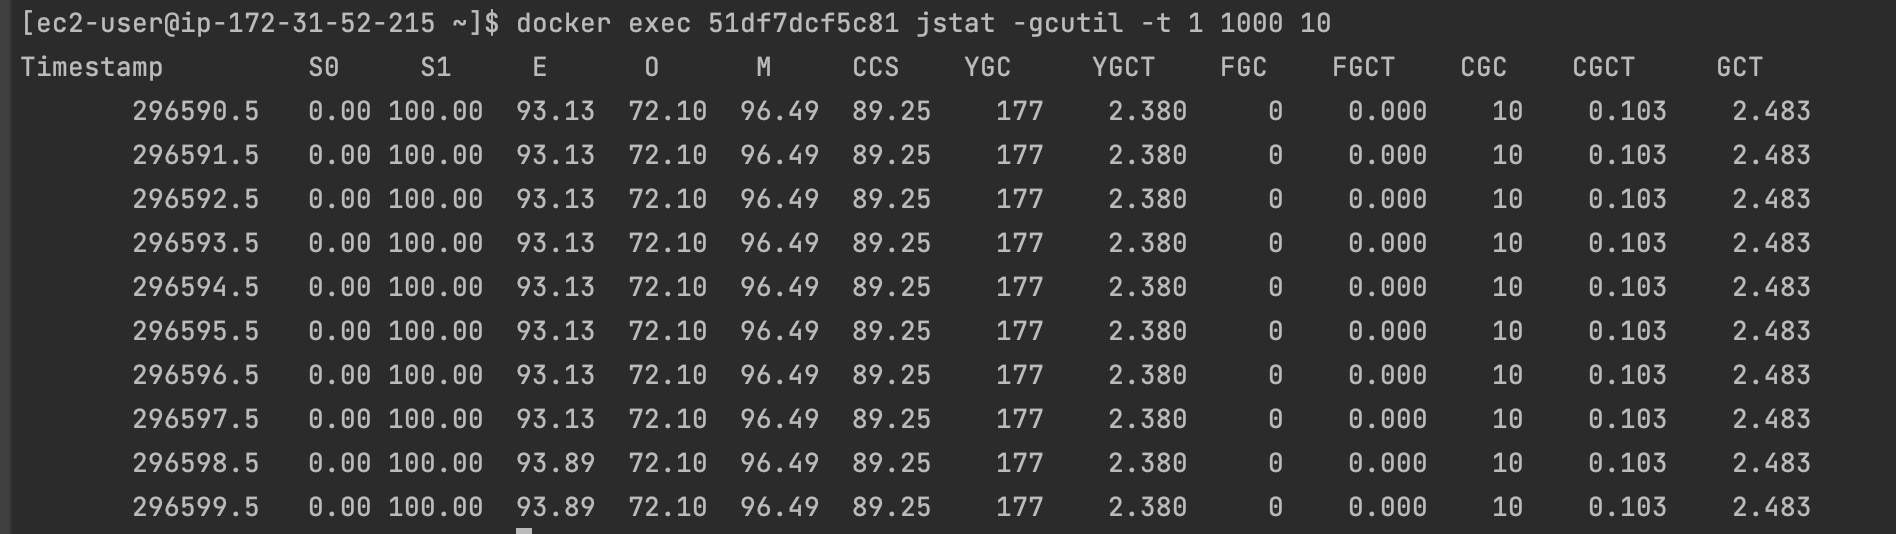 [ec2-user@ip-172-31-52-215 ~]$ docker exec 51df7dcf5c81 jstat -gcutil -t 1 1000 10
Timestamp         S0     S1     E      O      M     CCS    YGC     YGCT    FGC    FGCT    CGC    CGCT     GCT
       296590.5   0.00 100.00  93.13  72.10  96.49  89.25    177    2.380     0    0.000    10    0.103    2.483
       296591.5   0.00 100.00  93.13  72.10  96.49  89.25    177    2.380     0    0.000    10    0.103    2.483
       296592.5   0.00 100.00  93.13  72.10  96.49  89.25    177    2.380     0    0.000    10    0.103    2.483
       296593.5   0.00 100.00  93.13  72.10  96.49  89.25    177    2.380     0    0.000    10    0.103    2.483
       296594.5   0.00 100.00  93.13  72.10  96.49  89.25    177    2.380     0    0.000    10    0.103    2.483
       296595.5   0.00 100.00  93.13  72.10  96.49  89.25    177    2.380     0    0.000    10    0.103    2.483
       296596.5   0.00 100.00  93.13  72.10  96.49  89.25    177    2.380     0    0.000    10    0.103    2.483
       296597.5   0.00 100.00  93.13  72.10  96.49  89.25    177    2.380     0    0.000    10    0.103    2.483
       296598.5   0.00 100.00  93.89  72.10  96.49  89.25    177    2.380     0    0.000    10    0.103    2.483
       296599.5   0.00 100.00  93.89  72.10  96.49  89.25    177    2.380     0    0.000    10    0.103    2.483